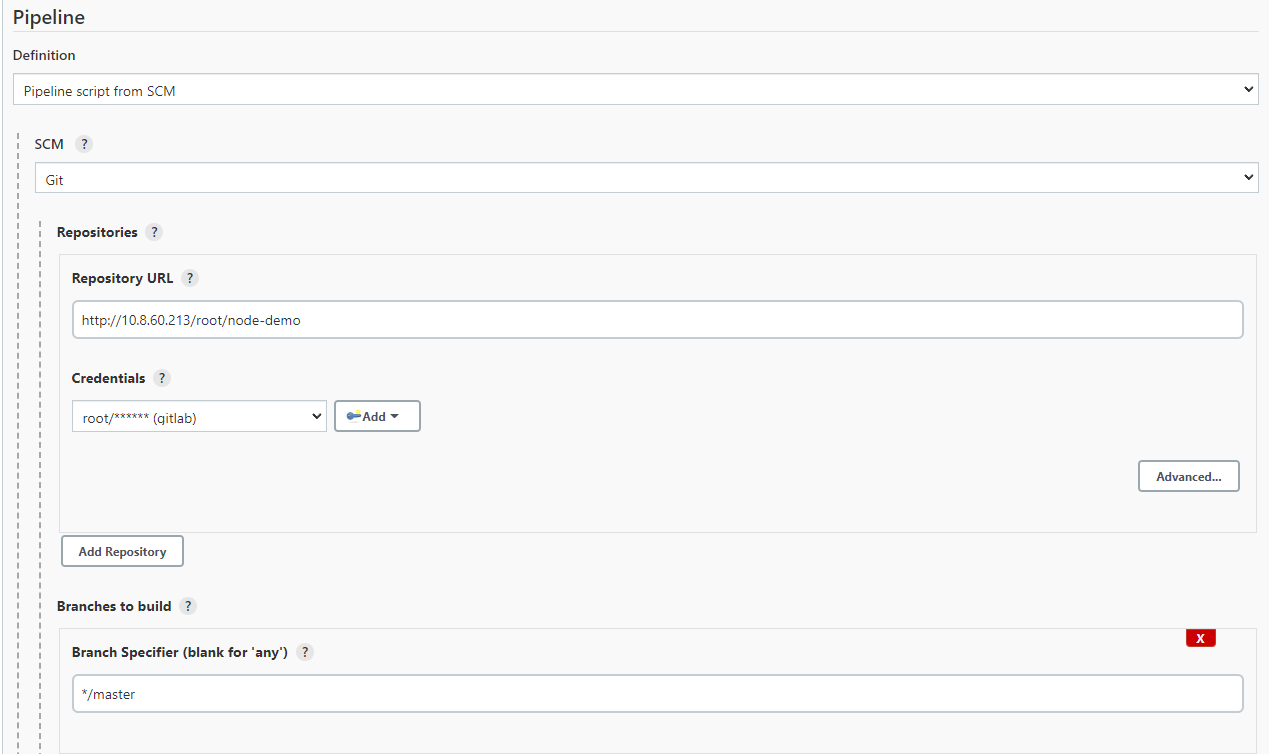 Pipeline
Definition
Pipeline script from SCM
SCM ?
Git
Repositories ?
Repository URL ?
http://10.8.60.213/root/node-demo
Credentials ?
root/****** (gitlab)
Add
Advanced...
Add Repository
Branches to build ?
Branch Specifier (blank for 'any') ?
X
*/master